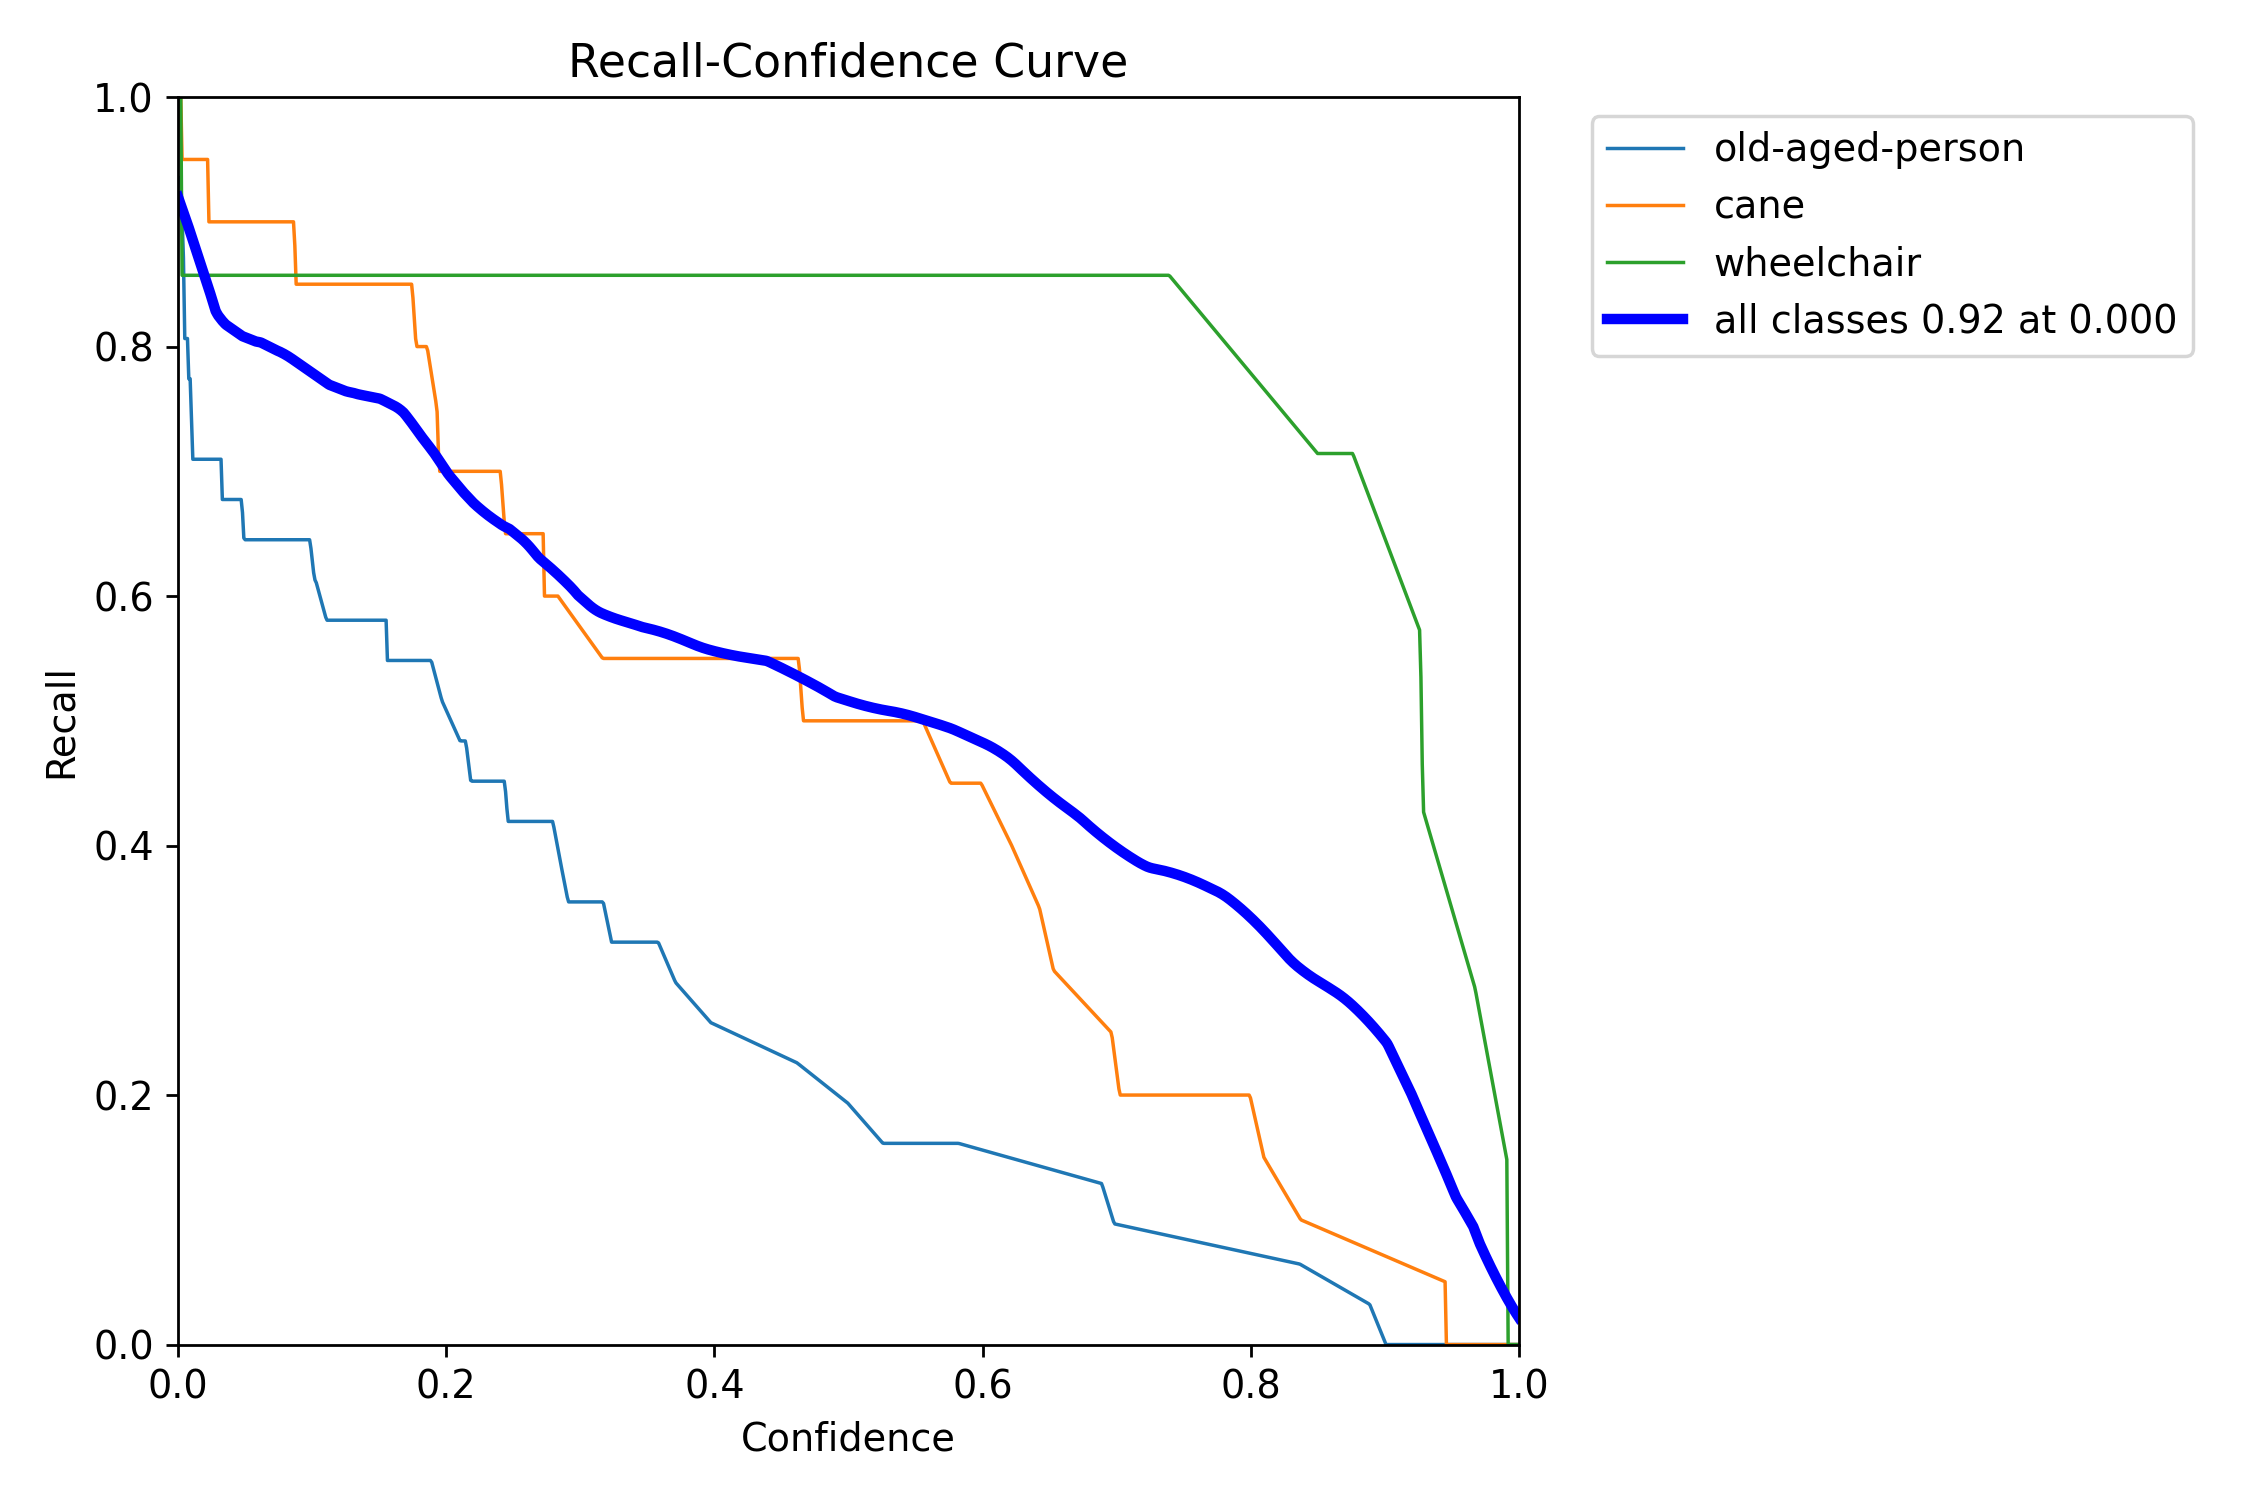 Recall-Confidence Curve
1.0
0.8
0.6
0.4
0.2
0.0
Recall
0.0 0.2 0.4 0.6 0.8 1.0
Confidence
old-aged-person
cane
wheelchair
all classes 0.92 at 0.000